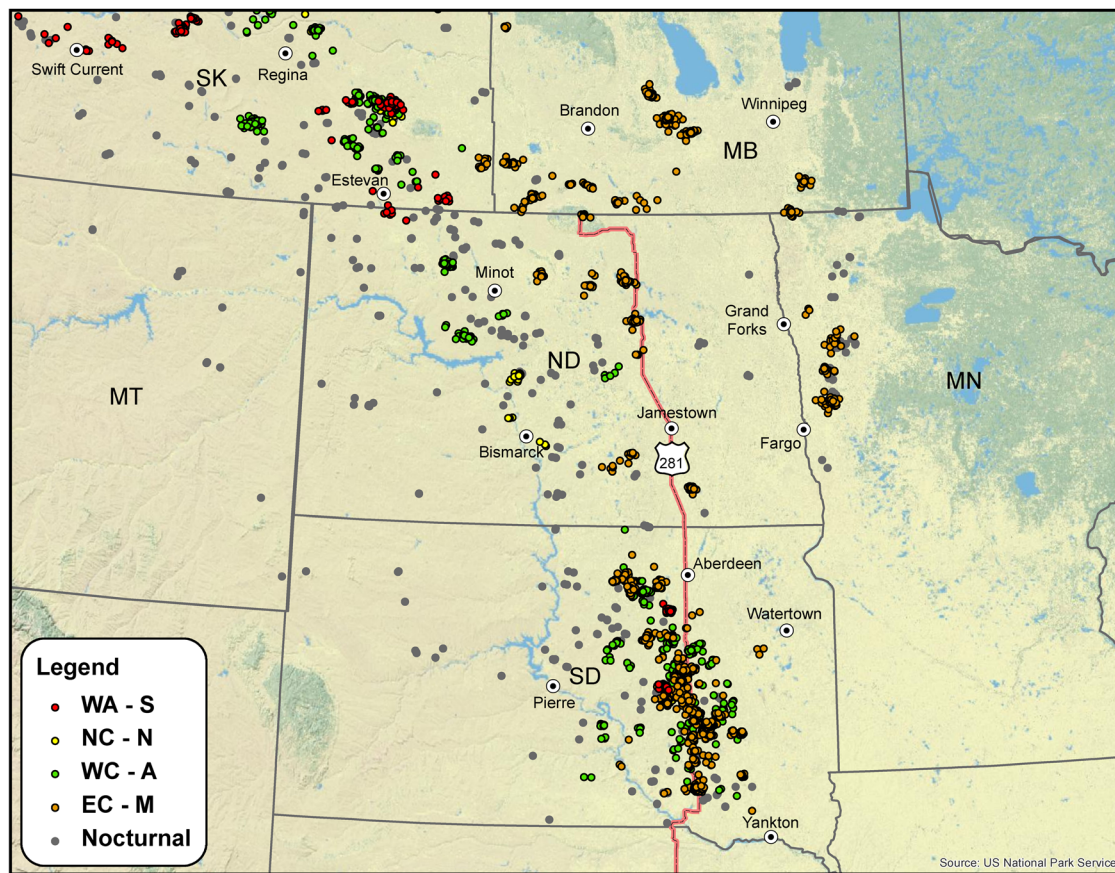 Swift Current
Regina
SK
Brandon
Winnipeg
MB
Estevan
Minot
Grand
Forks
ND
MT
MN
Jamestown
Bismarck
281
Fargo
Aberdeen
Watertown
SD
Pierre
Yankton
Legend
WA - S
NC - N
WC - A
EC - M
Nocturnal
Source: US National Park Service